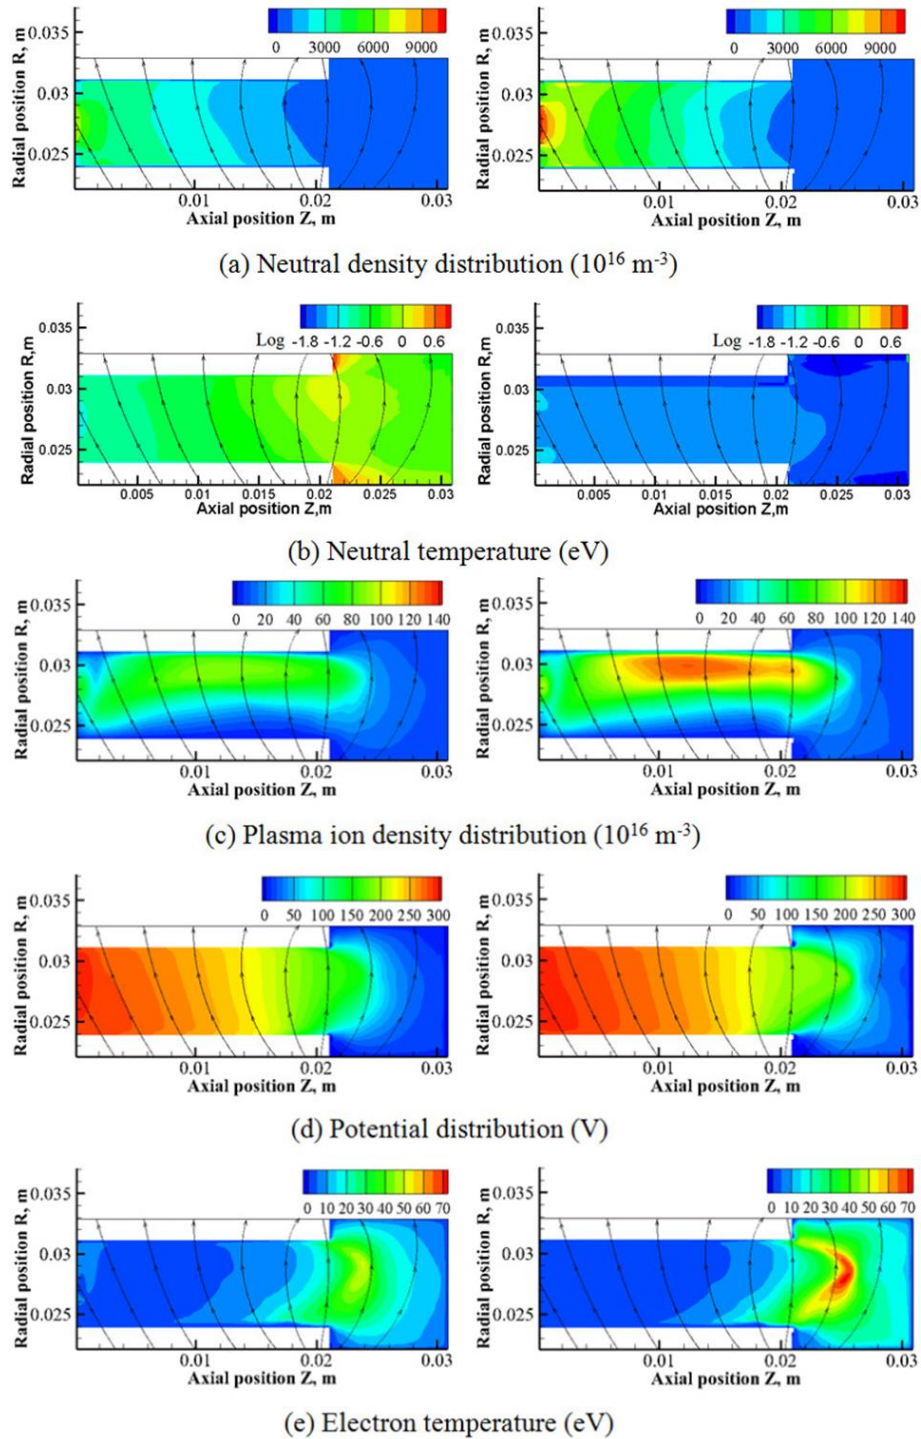 0 3000 6000 9000
0 3000 6000 9000
Radial position R, m
0.035
0.03
0.025
0.01 0.02 0.03
Axial position Z, m
Radial position R, m
0.035
0.03
0.025
0.01 0.02 0.03
Axial position Z, m
(a) Neutral density distribution (10¹⁶ m⁻³)
Log -1.8 -1.2 -0.6 0 0.6
Log -1.8 -1.2 -0.6 0 0.6
Radial position R,m
0.035
0.03
0.025
0.005 0.01 0.015 0.02 0.025 0.03
Axial position Z,m
Radial position R,m
0.035
0.03
0.025
0.005 0.01 0.015 0.02 0.025 0.03
Axial position Z,m
(b) Neutral temperature (eV)
0 20 40 60 80 100 120 140
0 20 40 60 80 100 120 140
Radial position R, m
0.035
0.03
0.025
0.01 0.02 0.03
Axial position Z, m
Radial position R, m
0.035
0.03
0.025
0.01 0.02 0.03
Axial position Z, m
(c) Plasma ion density distribution (10¹⁶ m⁻³)
0 50 100 150 200 250 300
0 50 100 150 200 250 300
Radial position R, m
0.035
0.03
0.025
0.01 0.02 0.03
Axial position Z, m
Radial position R, m
0.035
0.03
0.025
0.01 0.02 0.03
Axial position Z, m
(d) Potential distribution (V)
0 10 20 30 40 50 60 70
0 10 20 30 40 50 60 70
Radial position R, m
0.035
0.03
0.025
0.01 0.02 0.03
Axial position Z, m
Radial position R, m
0.035
0.03
0.025
0.01 0.02 0.03
Axial position Z, m
(e) Electron temperature (eV)